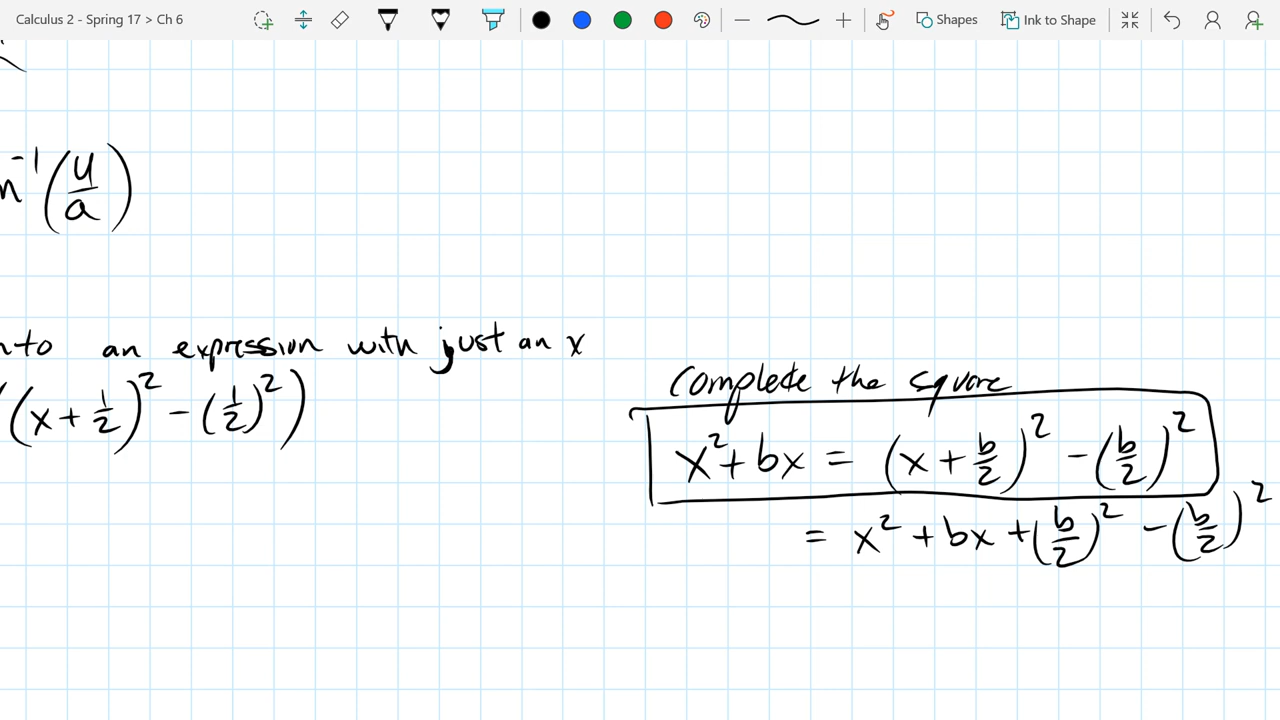 Calculus 2 - Spring 17 > Ch 6
Shapes
Ink to Shape
n⁻¹(u/a)
nto an expression with just an x
((x + 1/2)² - (1/2)²)
Complete the square
x² + bx = (x + b/2)² - (b/2)²
= x² + bx + (b/2)² - (b/2)²